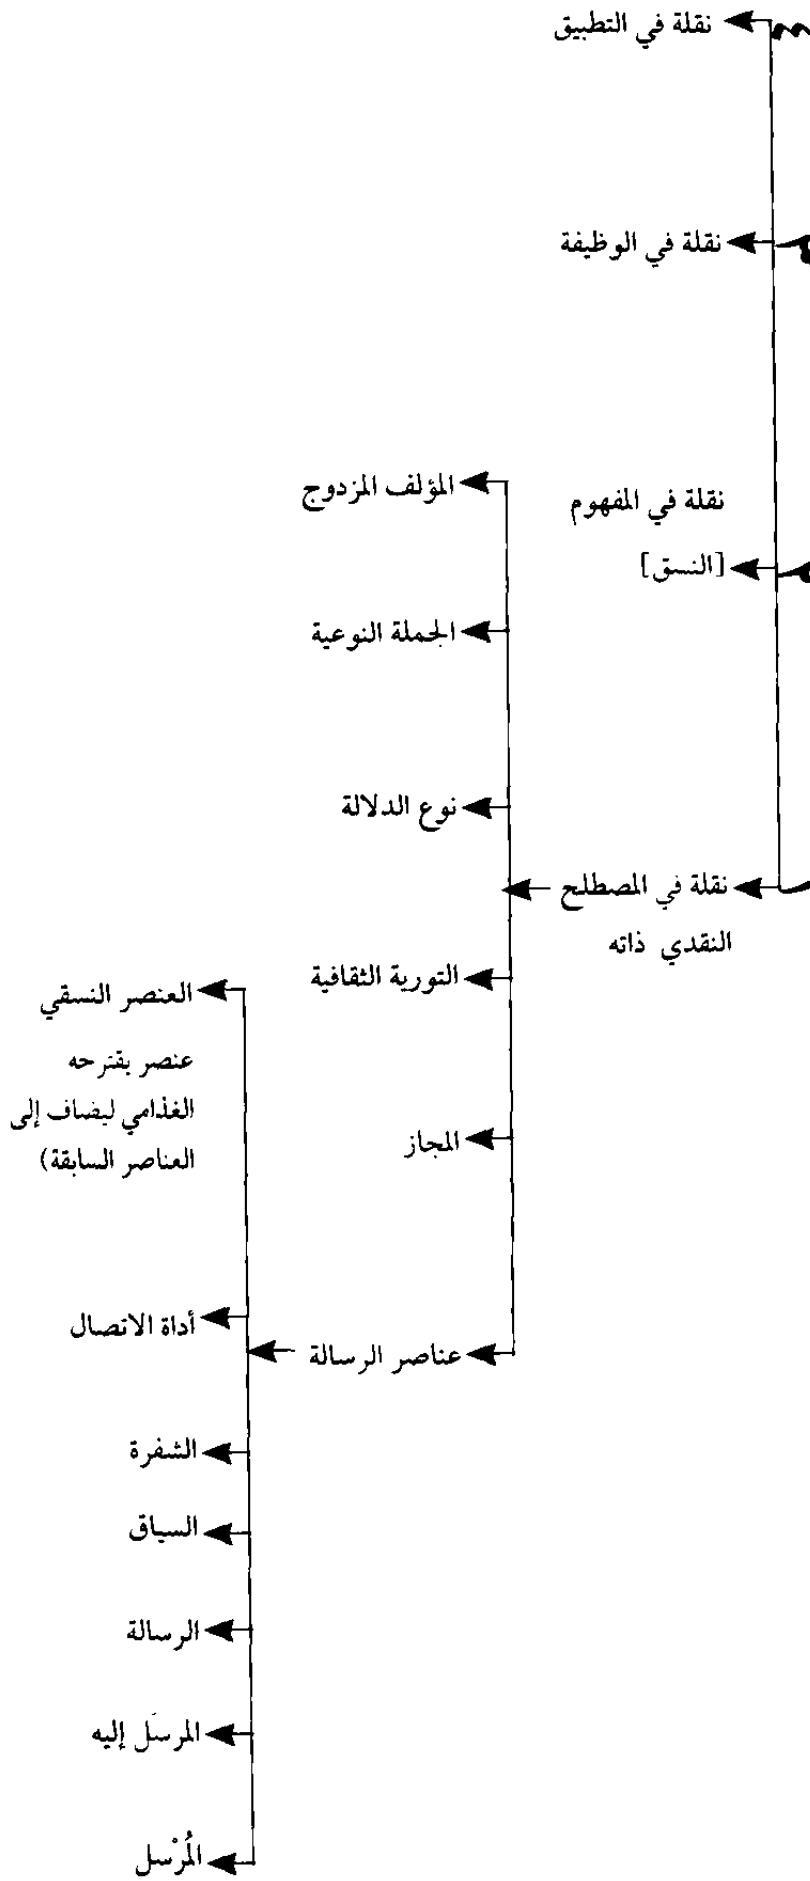 نقلة في التطبيق
نقلة في الوظيفة
نقلة في المفهوم
[النسق]
نقلة في المصطلح
النقدي ذاته
المؤلف المزدوج
الجملة النوعية
نوع الدلالة
التورية الثقافية
المجاز
عناصر الرسالة
العنصر النسقي
عنصر يقترحه
الغذامي ليضاف إلى
العناصر السابقة)
أداة الاتصال
الشفرة
السياق
الرسالة
المرسَل إليه
المُرْسل